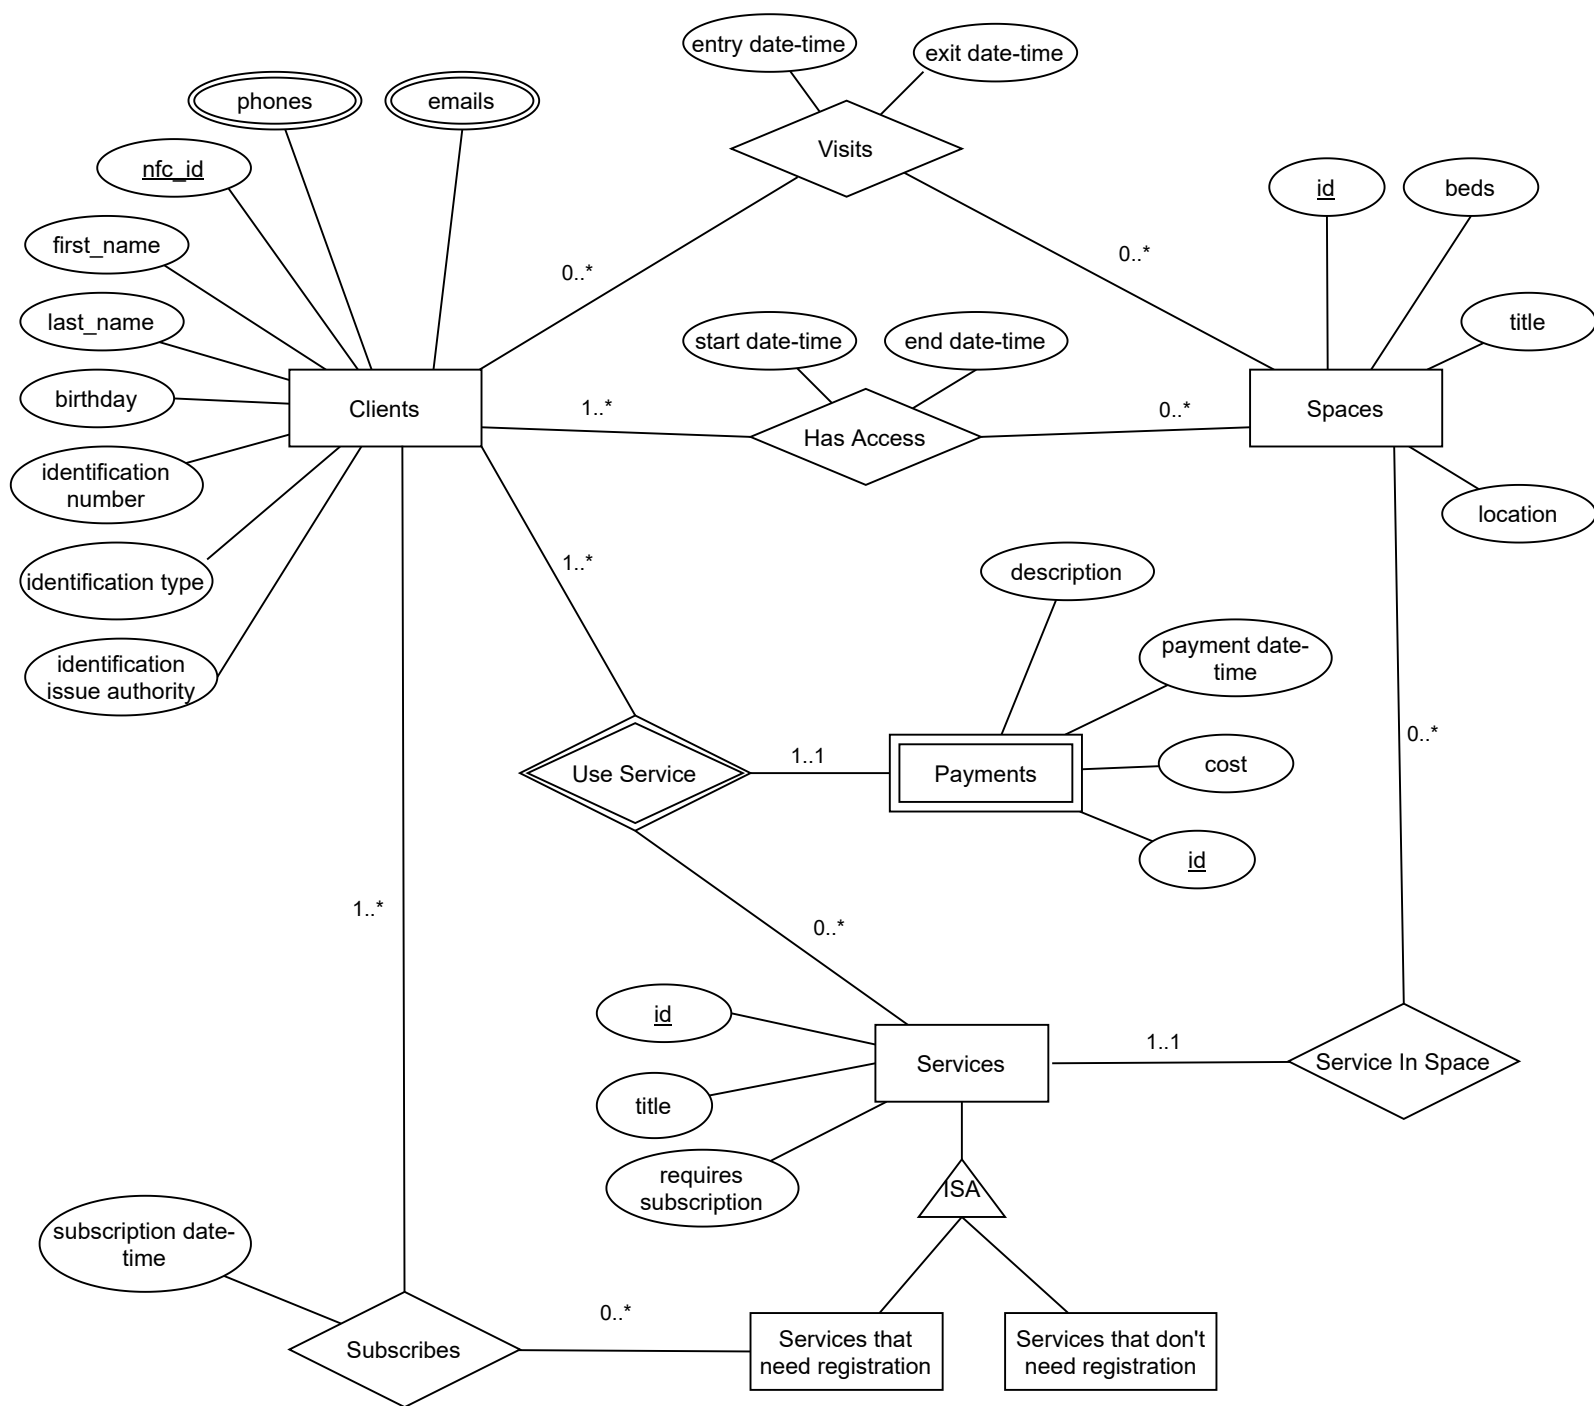 entry date-time
exit date-time
phones
emails
Visits
nfc_id
id
beds
first_name
0..*
0..*
last_name
start date-time
end date-time
title
birthday
Clients
1..*
Has Access
0..*
Spaces
identification
number
location
identification type
1..*
description
identification
issue authority
payment date-
time
Use Service
1..1
Payments
cost
0..*
id
1..*
0..*
id
Services
1..1
Service In Space
title
requires
subscription
ISA
subscription date-
time
0..*
Subscribes
Services that
need registration
Services that don't
need registration